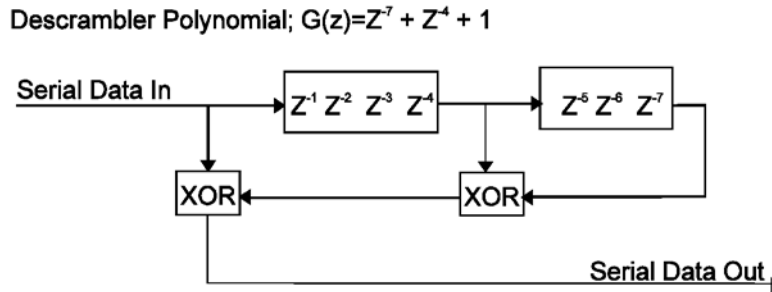 Descrambler Polynomial; G(z)=Z⁻⁷ + Z⁻⁴ + 1
Serial Data In
Z⁻¹ Z⁻² Z⁻³ Z⁻⁴
Z⁻⁵ Z⁻⁶ Z⁻⁷
XOR
XOR
Serial Data Out